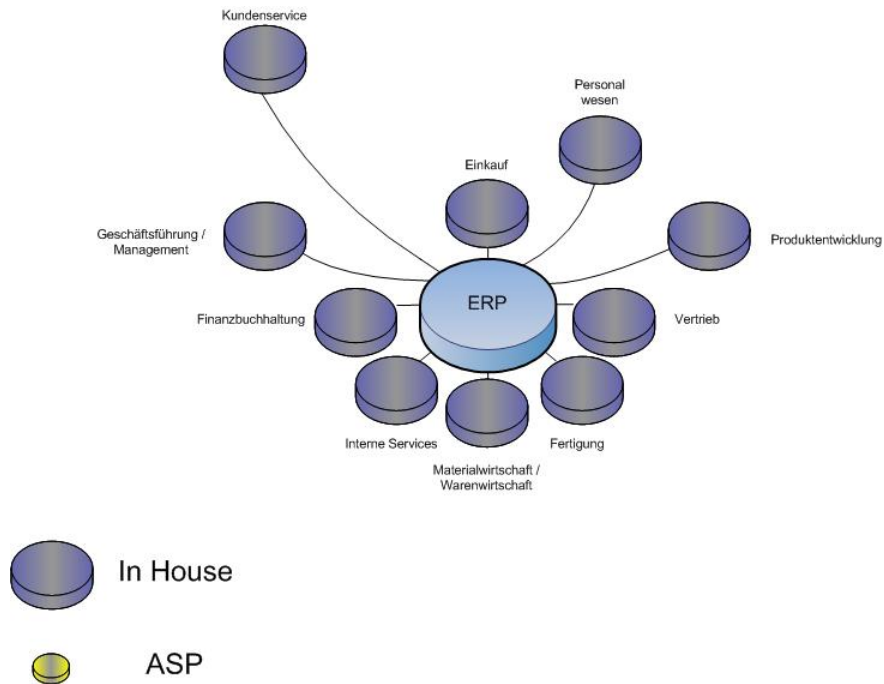 Kundenservice
Personal
wesen
Einkauf
Geschäftsführung /
Management
Produktentwicklung
ERP
Finanzbuchhaltung
Vertrieb
Interne Services
Fertigung
Materialwirtschaft /
Warenwirtschaft
In House
ASP